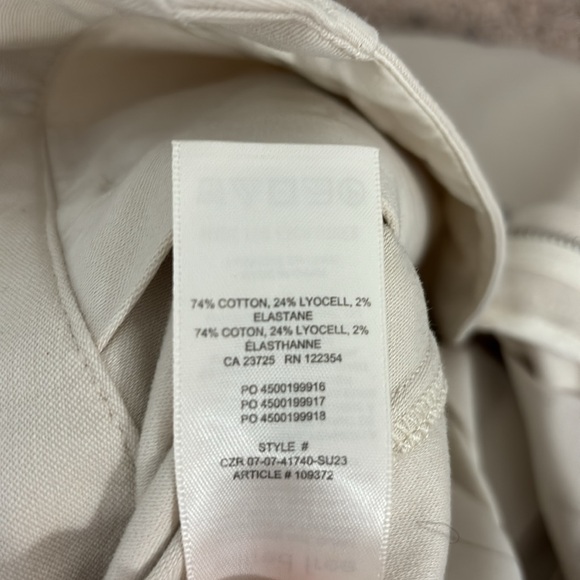 74% COTTON, 24% LYOCELL, 2%
ELASTANE
74% COTON, 24% LYOCELL, 2%
ÉLASTHANNE
CA 23725 RN 122354
PO 4500199916
PO 4500199917
PO 4500199918
STYLE #
CZR 07-07-41740-SU23
ARTICLE # 109372